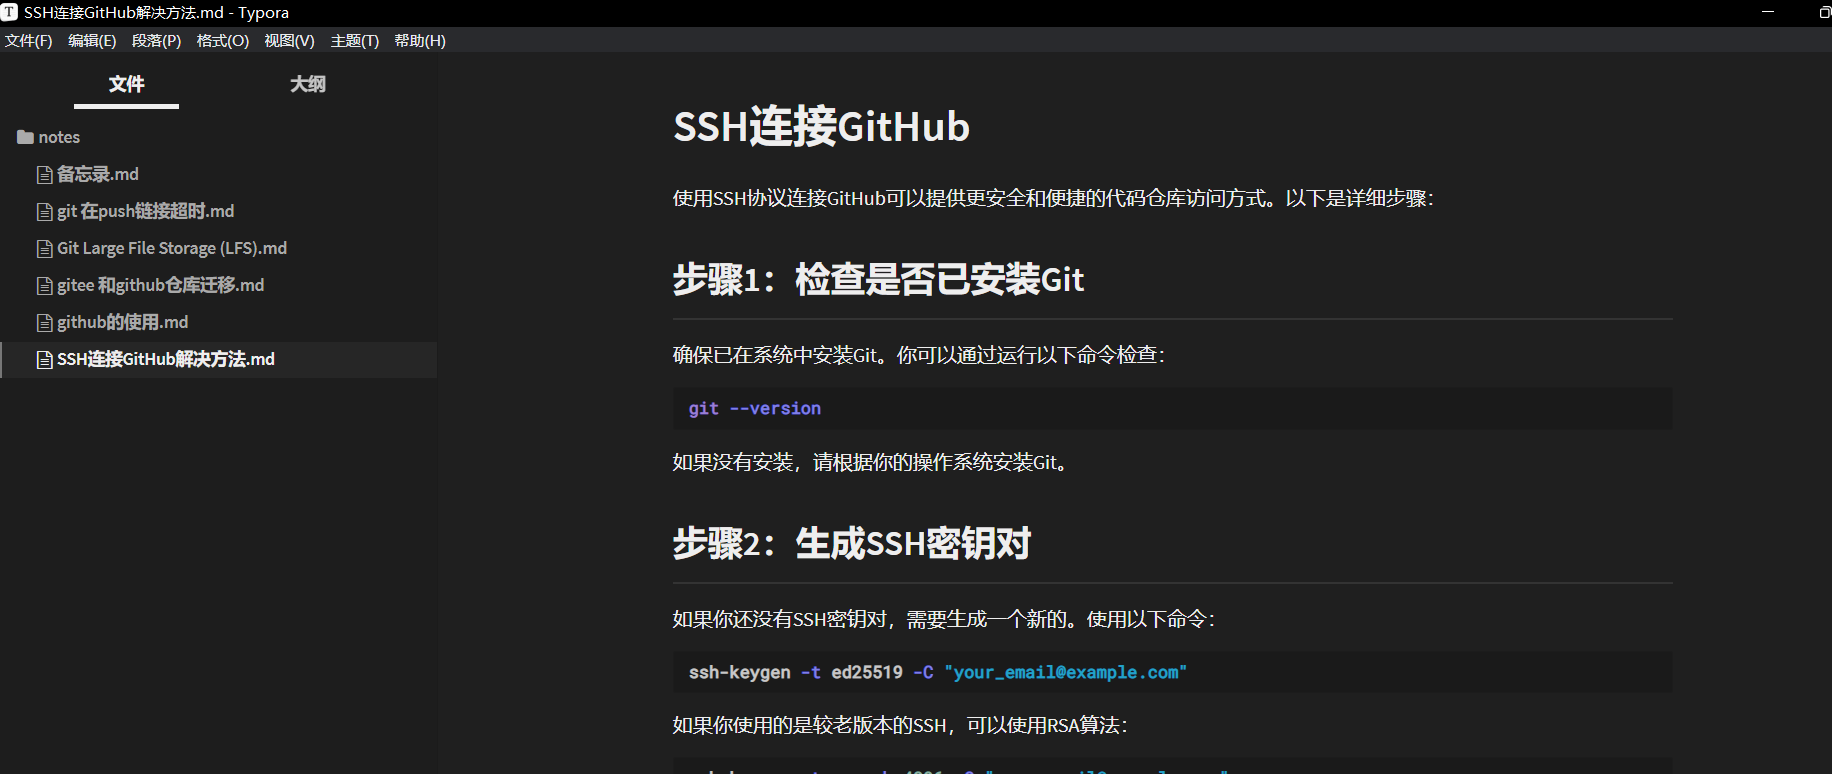 SSH连接GitHub解决方法.md - Typora
文件(F) 编辑(E) 段落(P) 格式(O) 视图(V) 主题(T) 帮助(H)
文件 大纲
notes
备忘录.md
git 在push链接超时.md
Git Large File Storage (LFS).md
gitee 和github仓库迁移.md
github的使用.md
SSH连接GitHub解决方法.md
SSH连接GitHub
使用SSH协议连接GitHub可以提供更安全和便捷的代码仓库访问方式。以下是详细步骤：
步骤1：检查是否已安装Git
确保已在系统中安装Git。你可以通过运行以下命令检查：
git --version
如果没有安装，请根据你的操作系统安装Git。
步骤2：生成SSH密钥对
如果你还没有SSH密钥对，需要生成一个新的。使用以下命令：
ssh-keygen -t ed25519 -C "your_email@example.com"
如果你使用的是较老版本的SSH，可以使用RSA算法：